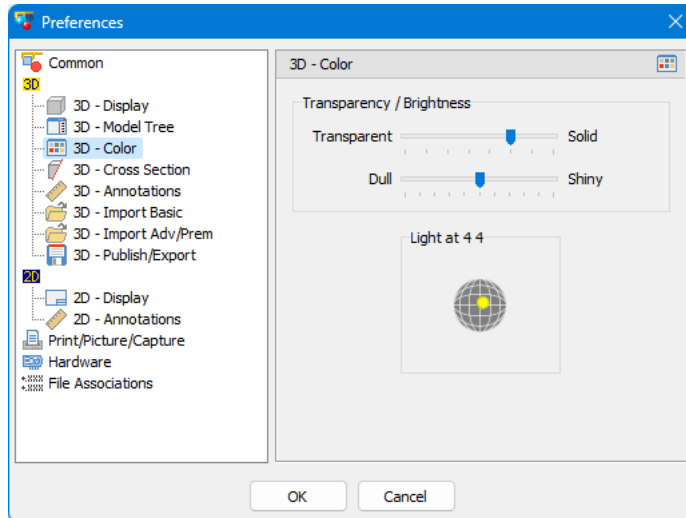 Preferences
Common
3D
3D - Display
3D - Model Tree
3D - Color
3D - Cross Section
3D - Annotations
3D - Import Basic
3D - Import Adv/Prem
3D - Publish/Export
2D
2D - Display
2D - Annotations
Print/Picture/Capture
Hardware
File Associations
3D - Color
Transparency / Brightness
Transparent Solid
Dull Shiny
Light at 4 4
OK Cancel